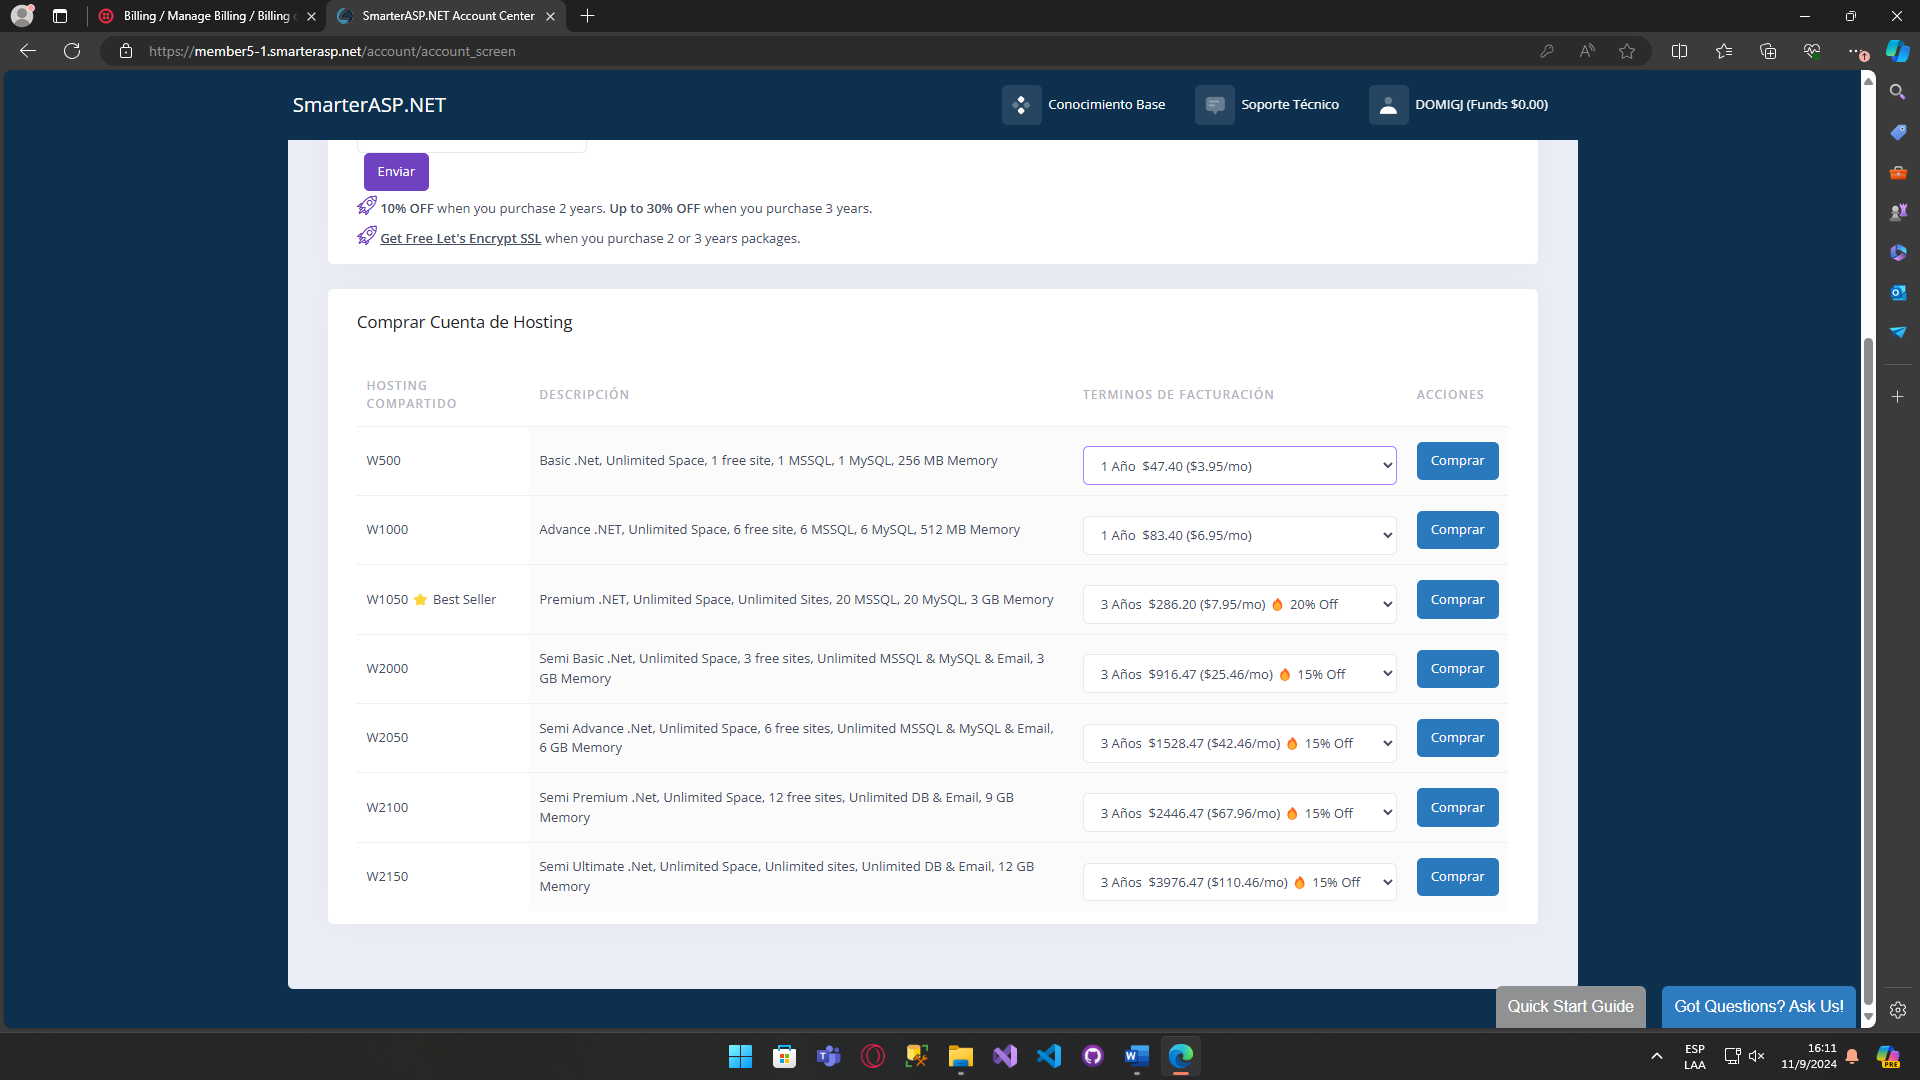 Billing / Manage Billing / Billing
SmarterASP.NET Account Center
https://member5-1.smarterasp.net/account/account_screen
SmarterASP.NET
Conocimiento Base
Soporte Técnico
DOMIGJ (Funds $0.00)
Enviar
10% OFF when you purchase 2 years. Up to 30% OFF when you purchase 3 years.
Get Free Let's Encrypt SSL when you purchase 2 or 3 years packages.
Comprar Cuenta de Hosting
HOSTING
COMPARTIDO
DESCRIPCIÓN
TERMINOS DE FACTURACIÓN
ACCIONES
W500
Basic .Net, Unlimited Space, 1 free site, 1 MSSQL, 1 MySQL, 256 MB Memory
1 Año $47.40 ($3.95/mo)
Comprar
W1000
Advance .NET, Unlimited Space, 6 free site, 6 MSSQL, 6 MySQL, 512 MB Memory
1 Año $83.40 ($6.95/mo)
Comprar
W1050 ⭐ Best Seller
Premium .NET, Unlimited Space, Unlimited Sites, 20 MSSQL, 20 MySQL, 3 GB Memory
3 Años $286.20 ($7.95/mo) 🔥 20% Off
Comprar
W2000
Semi Basic .Net, Unlimited Space, 3 free sites, Unlimited MSSQL & MySQL & Email, 3
GB Memory
3 Años $916.47 ($25.46/mo) 🔥 15% Off
Comprar
W2050
Semi Advance .Net, Unlimited Space, 6 free sites, Unlimited MSSQL & MySQL & Email,
6 GB Memory
3 Años $1528.47 ($42.46/mo) 🔥 15% Off
Comprar
W2100
Semi Premium .Net, Unlimited Space, 12 free sites, Unlimited DB & Email, 9 GB
Memory
3 Años $2446.47 ($67.96/mo) 🔥 15% Off
Comprar
W2150
Semi Ultimate .Net, Unlimited Space, Unlimited sites, Unlimited DB & Email, 12 GB
Memory
3 Años $3976.47 ($110.46/mo) 🔥 15% Off
Comprar
Quick Start Guide
Got Questions? Ask Us!
ESP
LAA
16:11
11/9/2024